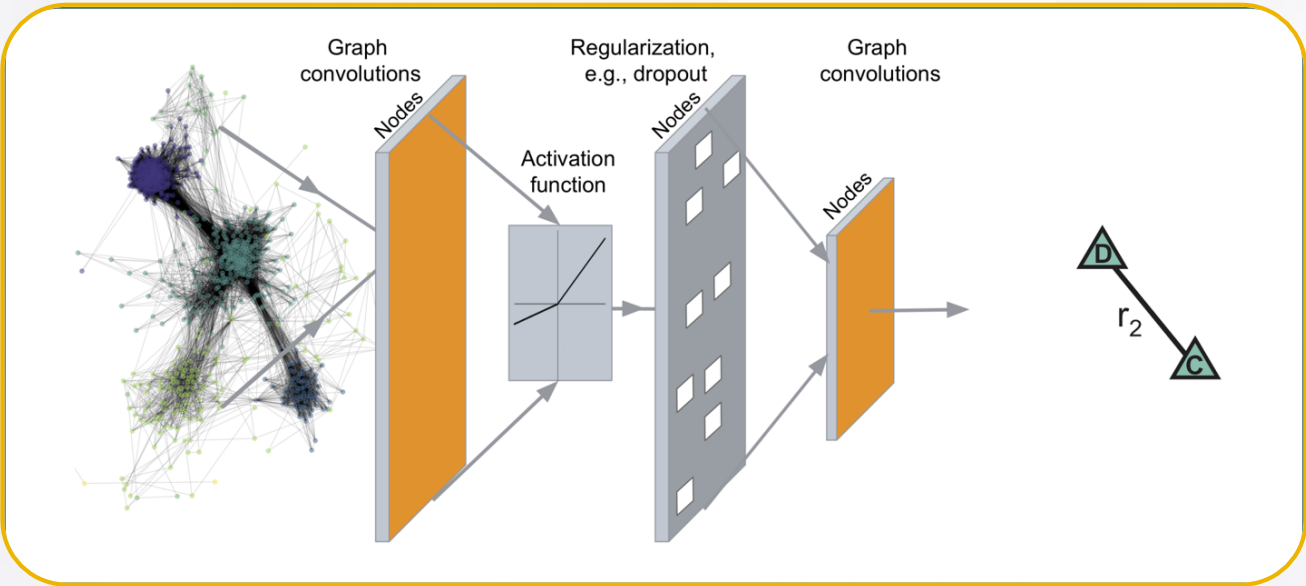 Graph
convolutions
Nodes
Activation
function
Regularization,
e.g., dropout
Nodes
Graph
convolutions
Nodes
D
r2
C